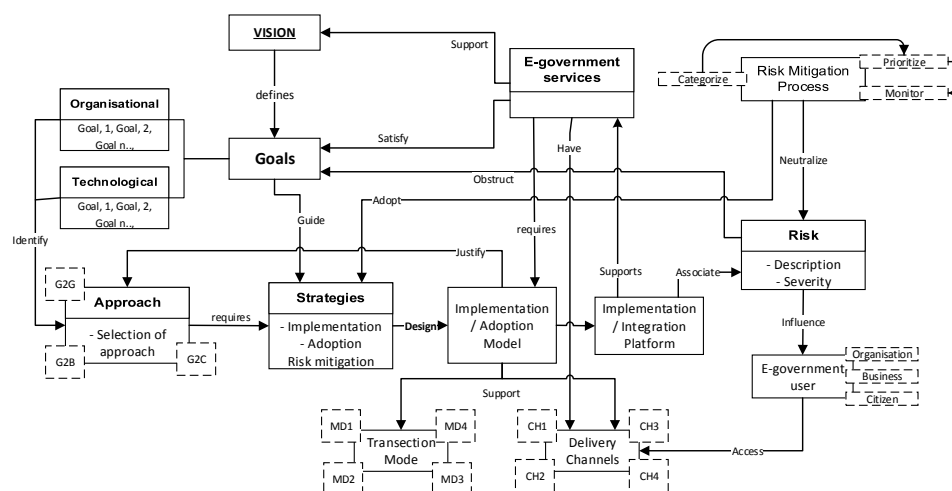 VISION
Support
E-government
services
Categorize
Risk Mitigation
Process
Prioritize
Monitor
defines
Organisational
Goal, 1, Goal, 2,
Goal n..,
Satisfy
Have
Goals
Technological
Goal, 1, Goal, 2,
Goal n..,
Neutralize
Obstruct
Adopt
Identify
Guide
requires
Justify
Risk
- Description
- Severity
Supports
Associate
G2G
Approach
- Selection of
approach
G2B
G2C
requires
Strategies
- Implementation
- Adoption
Risk mitigation
Design
Implementation
/ Adoption
Model
Implementation
/ Integration
Platform
Influence
E-government
user
Organisation
Business
Citizen
Support
MD1
MD4
Transection
Mode
MD2
MD3
CH1
CH3
Delivery
Channels
CH2
CH4
Access